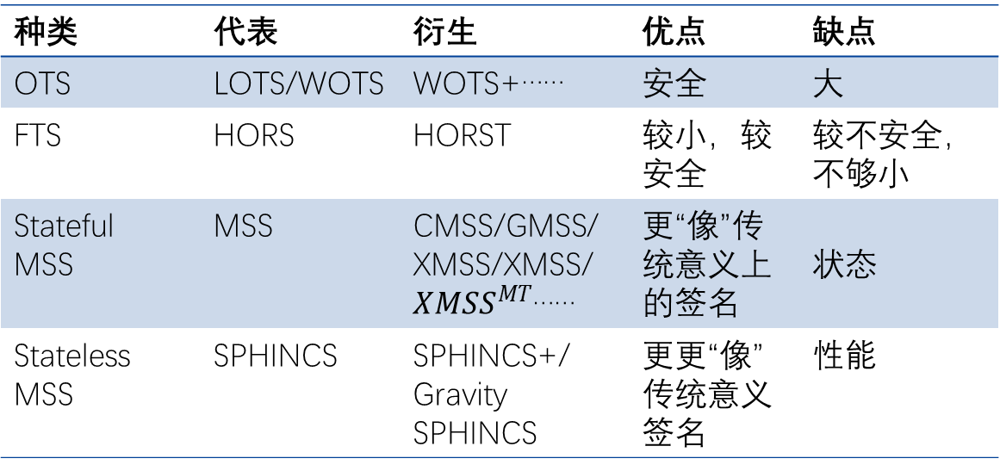 种类 代表 衍生 优点 缺点
OTS LOTS/WOTS WOTS+…… 安全 大
FTS HORS HORST 较小，较 较不安全，
安全 不够小
Stateful MSS CMSS/GMSS/ 更“像”传
MSS XMSS/XMSS/ 统意义上 状态
XMSS^MT…… 的签名
Stateless SPHINCS SPHINCS+/ 更更“像” 性能
MSS Gravity 传统意义
SPHINCS 签名